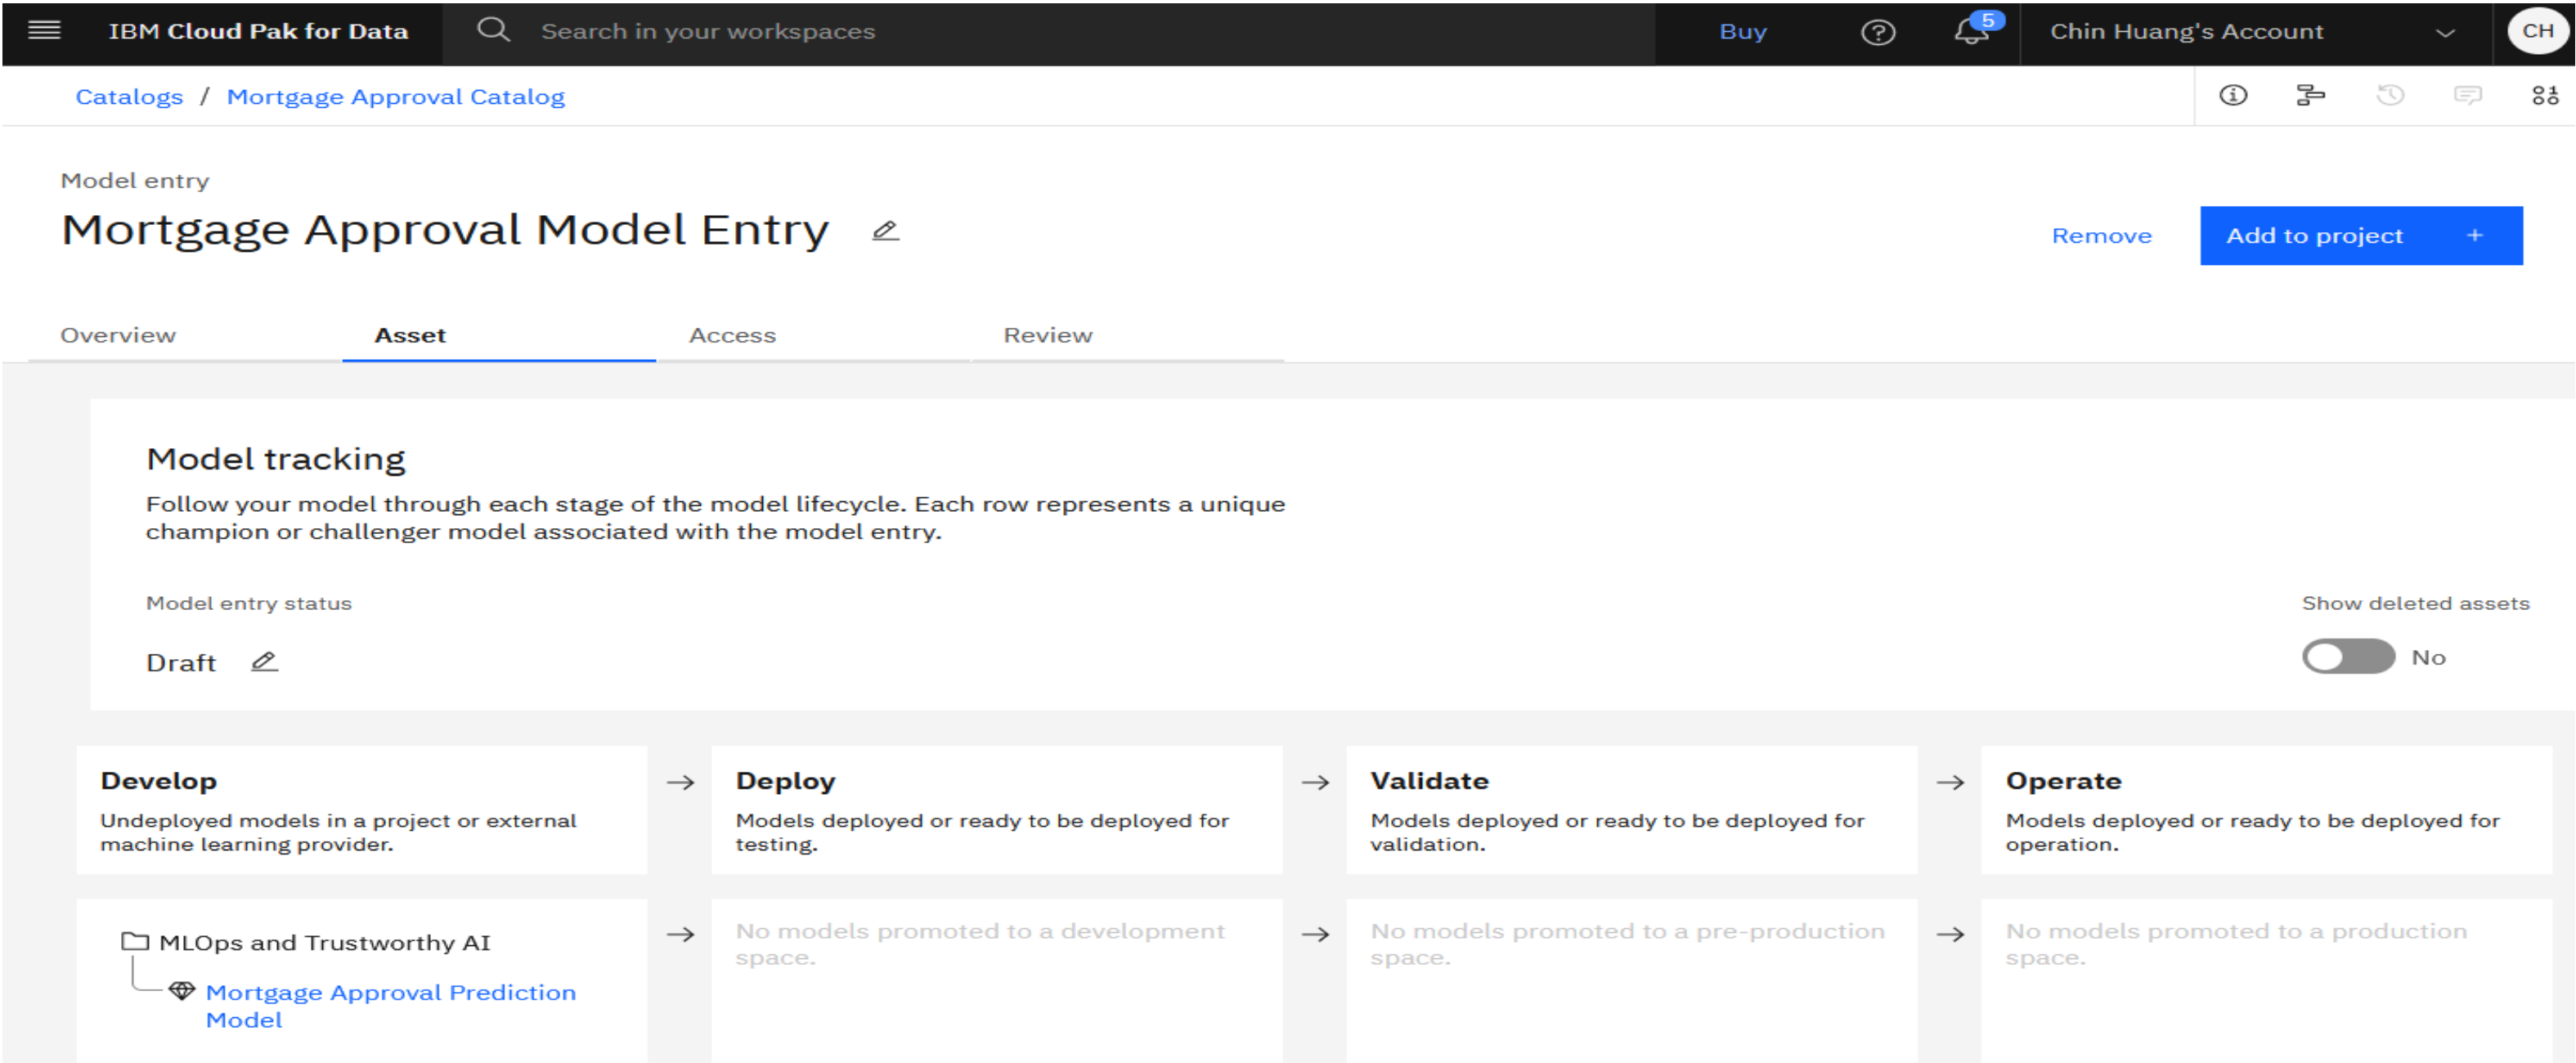 IBM Cloud Pak for Data
Search in your workspaces
Buy
5
Chin Huang's Account
CH
Catalogs / Mortgage Approval Catalog
Model entry
Mortgage Approval Model Entry
Remove
Add to project +
Overview
Asset
Access
Review
Model tracking
Follow your model through each stage of the model lifecycle. Each row represents a unique
champion or challenger model associated with the model entry.
Model entry status
Show deleted assets
Draft
No
Develop
Undeployed models in a project or external
machine learning provider.
Deploy
Models deployed or ready to be deployed for
testing.
Validate
Models deployed or ready to be deployed for
validation.
Operate
Models deployed or ready to be deployed for
operation.
MLOps and Trustworthy AI
Mortgage Approval Prediction
Model
No models promoted to a development
space.
No models promoted to a pre-production
space.
No models promoted to a production
space.